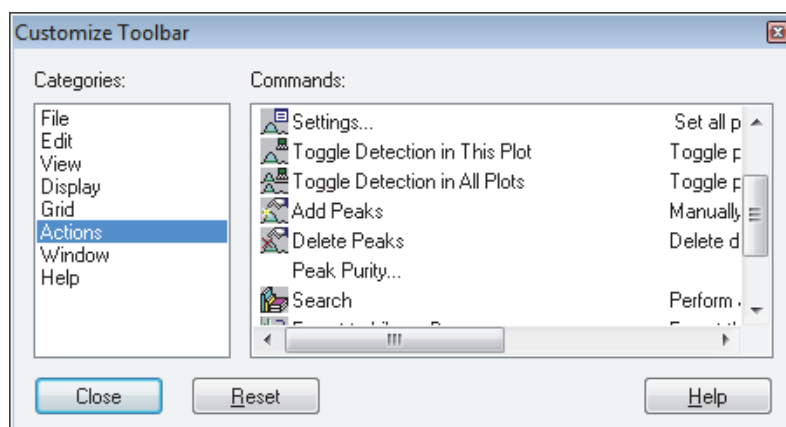 Customize Toolbar
Categories:
Commands:
File
Edit
View
Display
Grid
Actions
Window
Help
Settings... Set all p
Toggle Detection in This Plot Toggle p
Toggle Detection in All Plots Toggle p
Add Peaks Manually
Delete Peaks Delete d
Peak Purity...
Search Perform
Close Reset Help